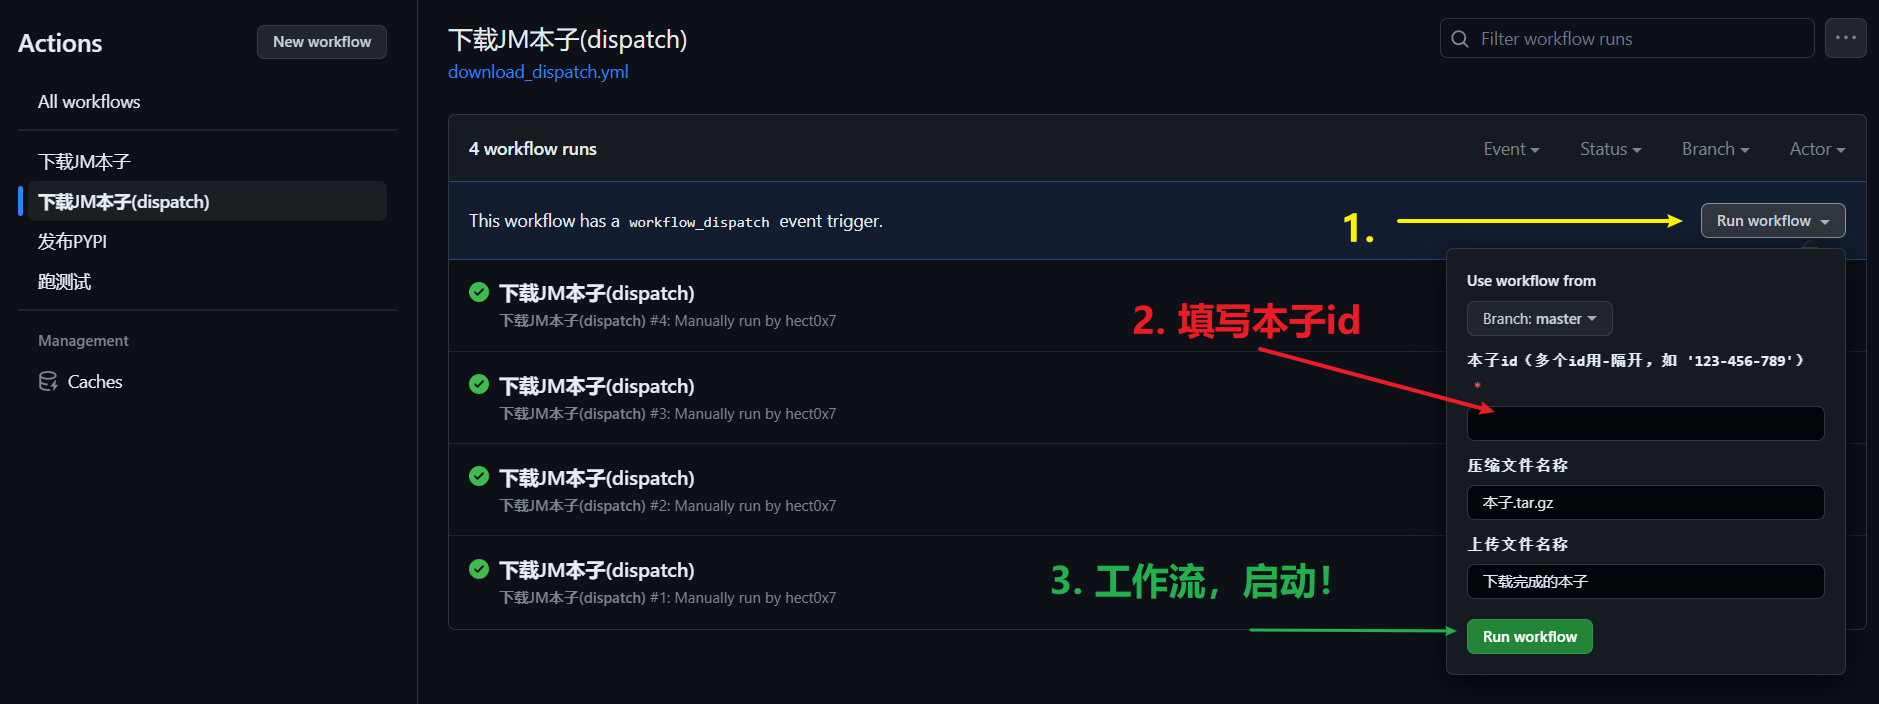 Actions
New workflow
All workflows
下载JM本子
下载JM本子(dispatch)
发布PYPI
跑测试
Management
Caches
下载JM本子(dispatch)
download_dispatch.yml
Filter workflow runs
4 workflow runs
Event
Status
Branch
Actor
This workflow has a workflow_dispatch event trigger.
1.
Run workflow
下载JM本子(dispatch)
下载JM本子(dispatch) #4: Manually run by hect0x7
下载JM本子(dispatch)
下载JM本子(dispatch) #3: Manually run by hect0x7
下载JM本子(dispatch)
下载JM本子(dispatch) #2: Manually run by hect0x7
下载JM本子(dispatch)
下载JM本子(dispatch) #1: Manually run by hect0x7
2. 填写本子id
3. 工作流，启动！
Use workflow from
Branch: master
本子id（多个id用-隔开，如 '123-456-789'）
*
压缩文件名称
本子.tar.gz
上传文件名称
下载完成的本子
Run workflow